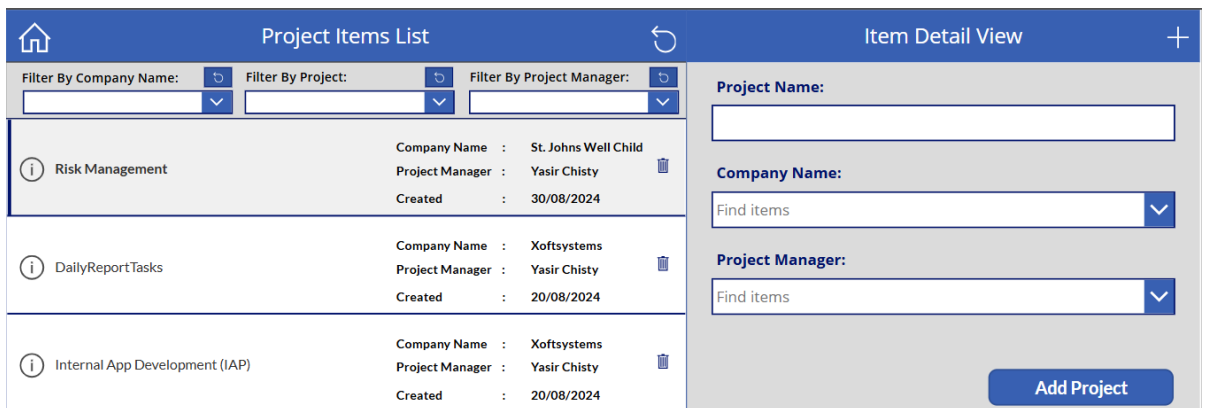 Project Items List
Filter By Company Name:
Filter By Project:
Filter By Project Manager:
Risk Management
Company Name : St. Johns Well Child
Project Manager : Yasir Chisty
Created : 30/08/2024
DailyReportTasks
Company Name : Xoftsystems
Project Manager : Yasir Chisty
Created : 20/08/2024
Internal App Development (IAP)
Company Name : Xoftsystems
Project Manager : Yasir Chisty
Created : 20/08/2024
Item Detail View
Project Name:
Company Name:
Find items
Project Manager:
Find items
Add Project